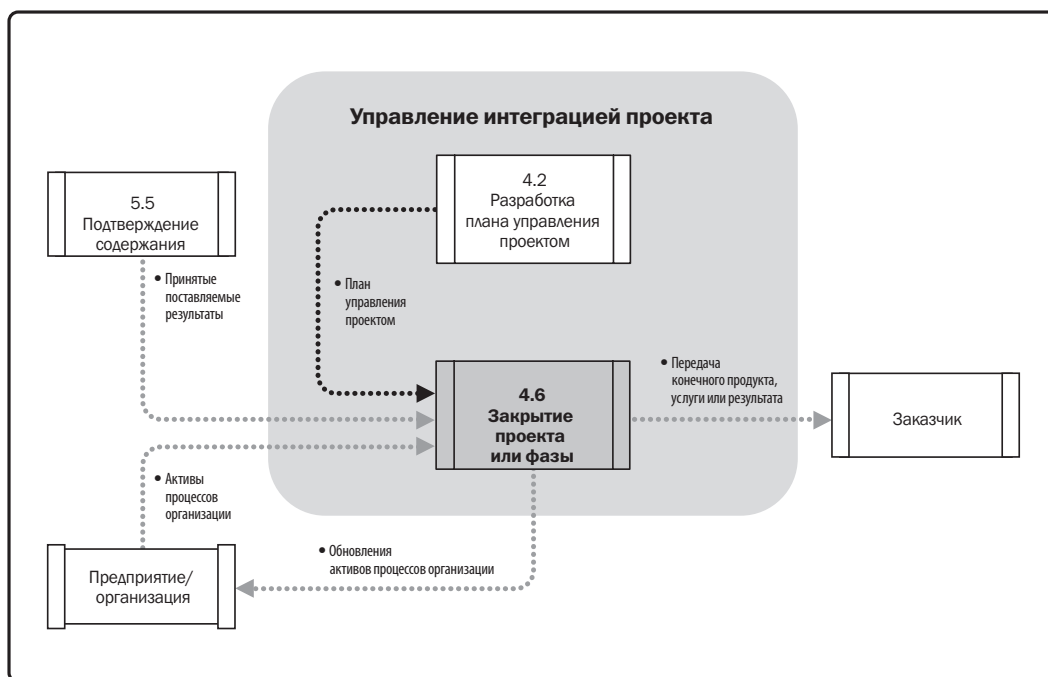 Управление интеграцией проекта
4.2
Разработка
плана управления
проектом
5.5
Подтверждение
содержания
• Принятые
поставляемые
результаты
• План
управления
проектом
4.6
Закрытие
проекта
или фазы
• Передача
конечного продукта,
услуги или результата
Заказчик
• Активы
процессов
организации
• Обновления
активов процессов организации
Предприятие/
организация